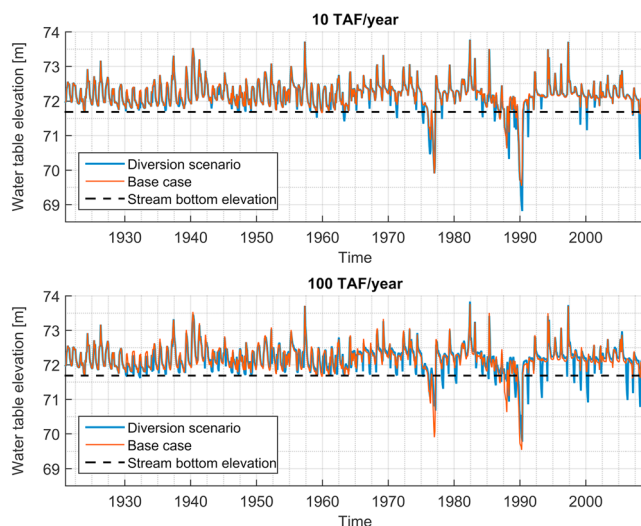 10 TAF/year
Water table elevation [m]
74
73
72
71
70
69
Diversion scenario
Base case
Stream bottom elevation
1930 1940 1950 1960 1970 1980 1990 2000
Time
100 TAF/year
Water table elevation [m]
74
73
72
71
70
69
Diversion scenario
Base case
Stream bottom elevation
1930 1940 1950 1960 1970 1980 1990 2000
Time